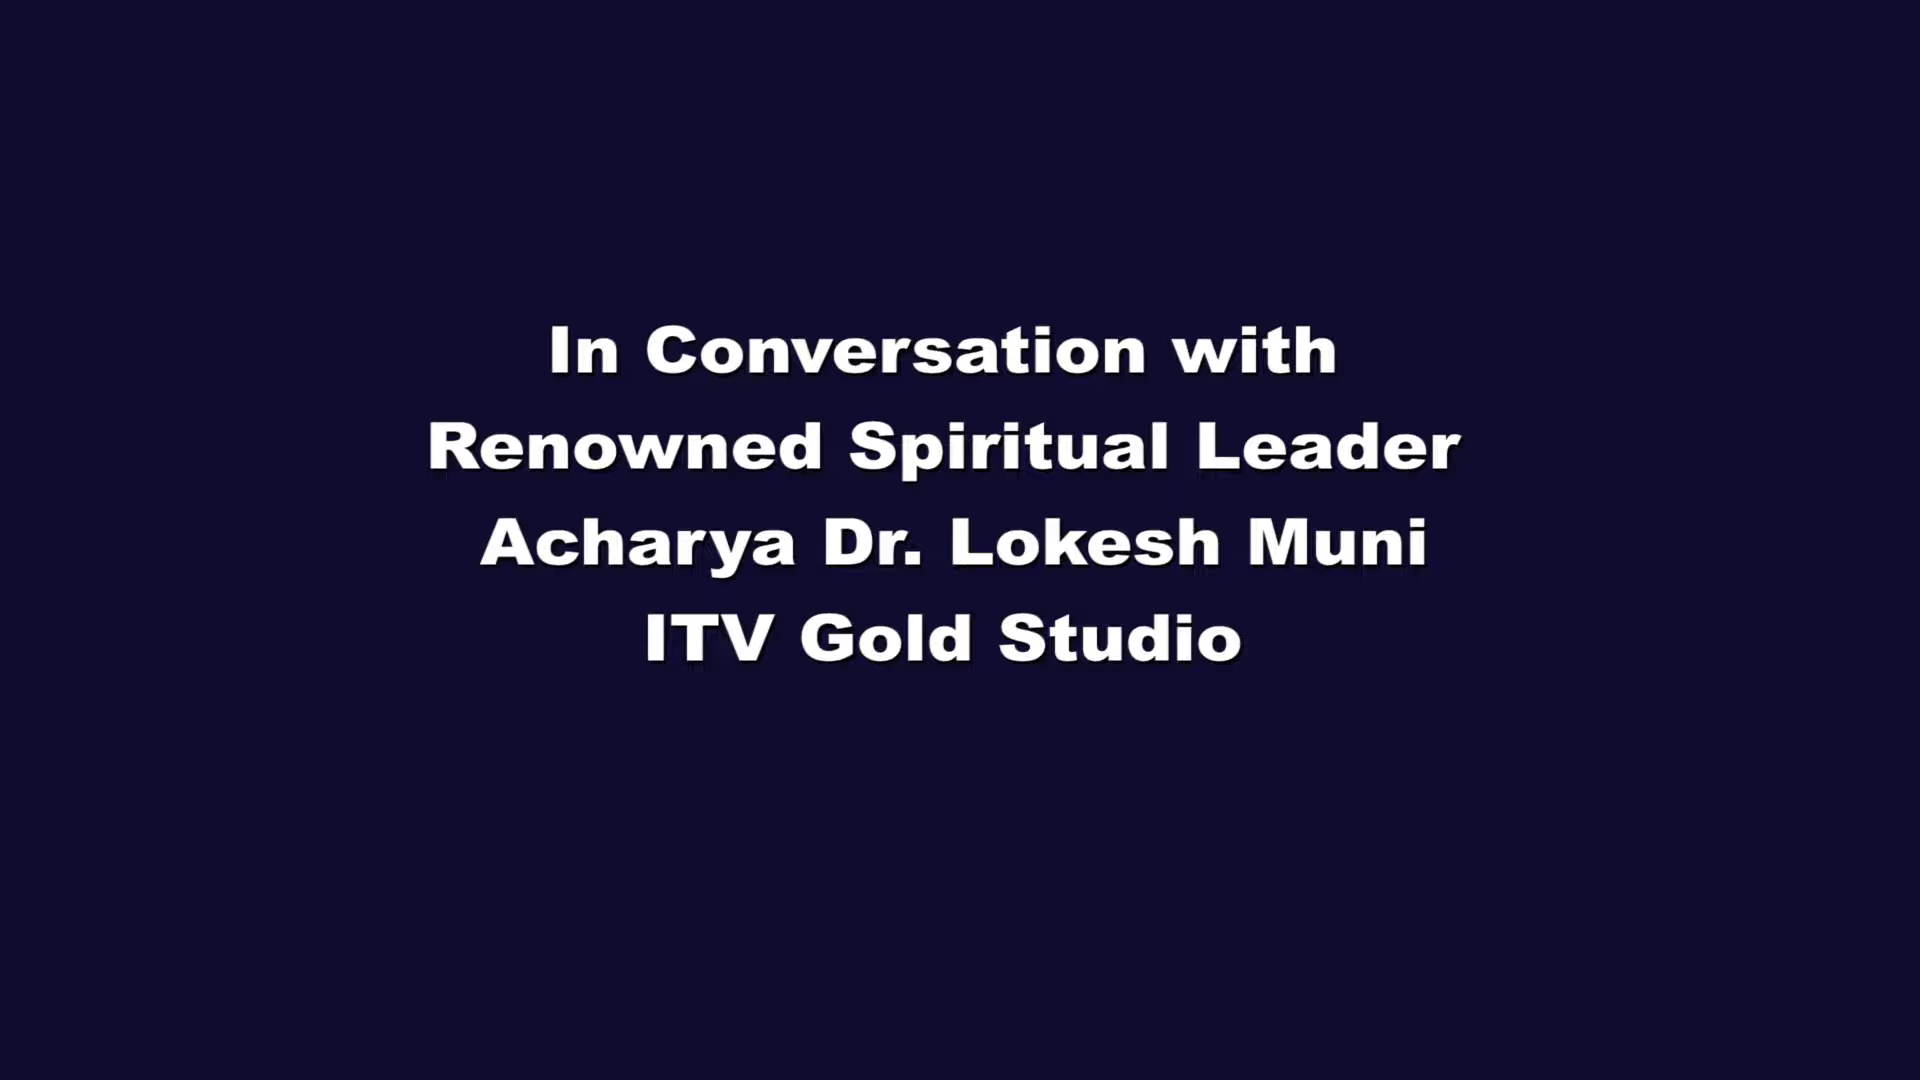 In Conversation with
Renowned Spiritual Leader
Acharya Dr. Lokesh Muni
ITV Gold Studio